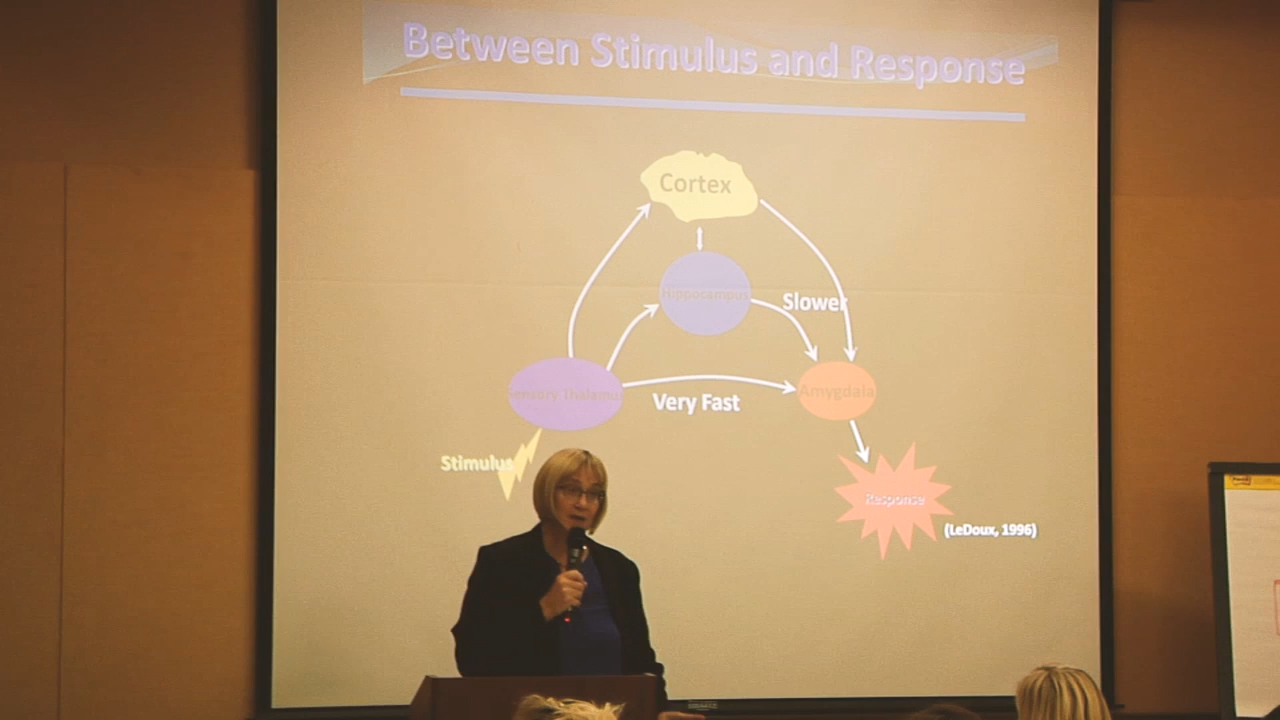 Between Stimulus and Response
Cortex
Hippocampus
Slower
Sensory Thalamus
Very Fast
Amygdala
Stimulus
Response
(LeDoux, 1996)